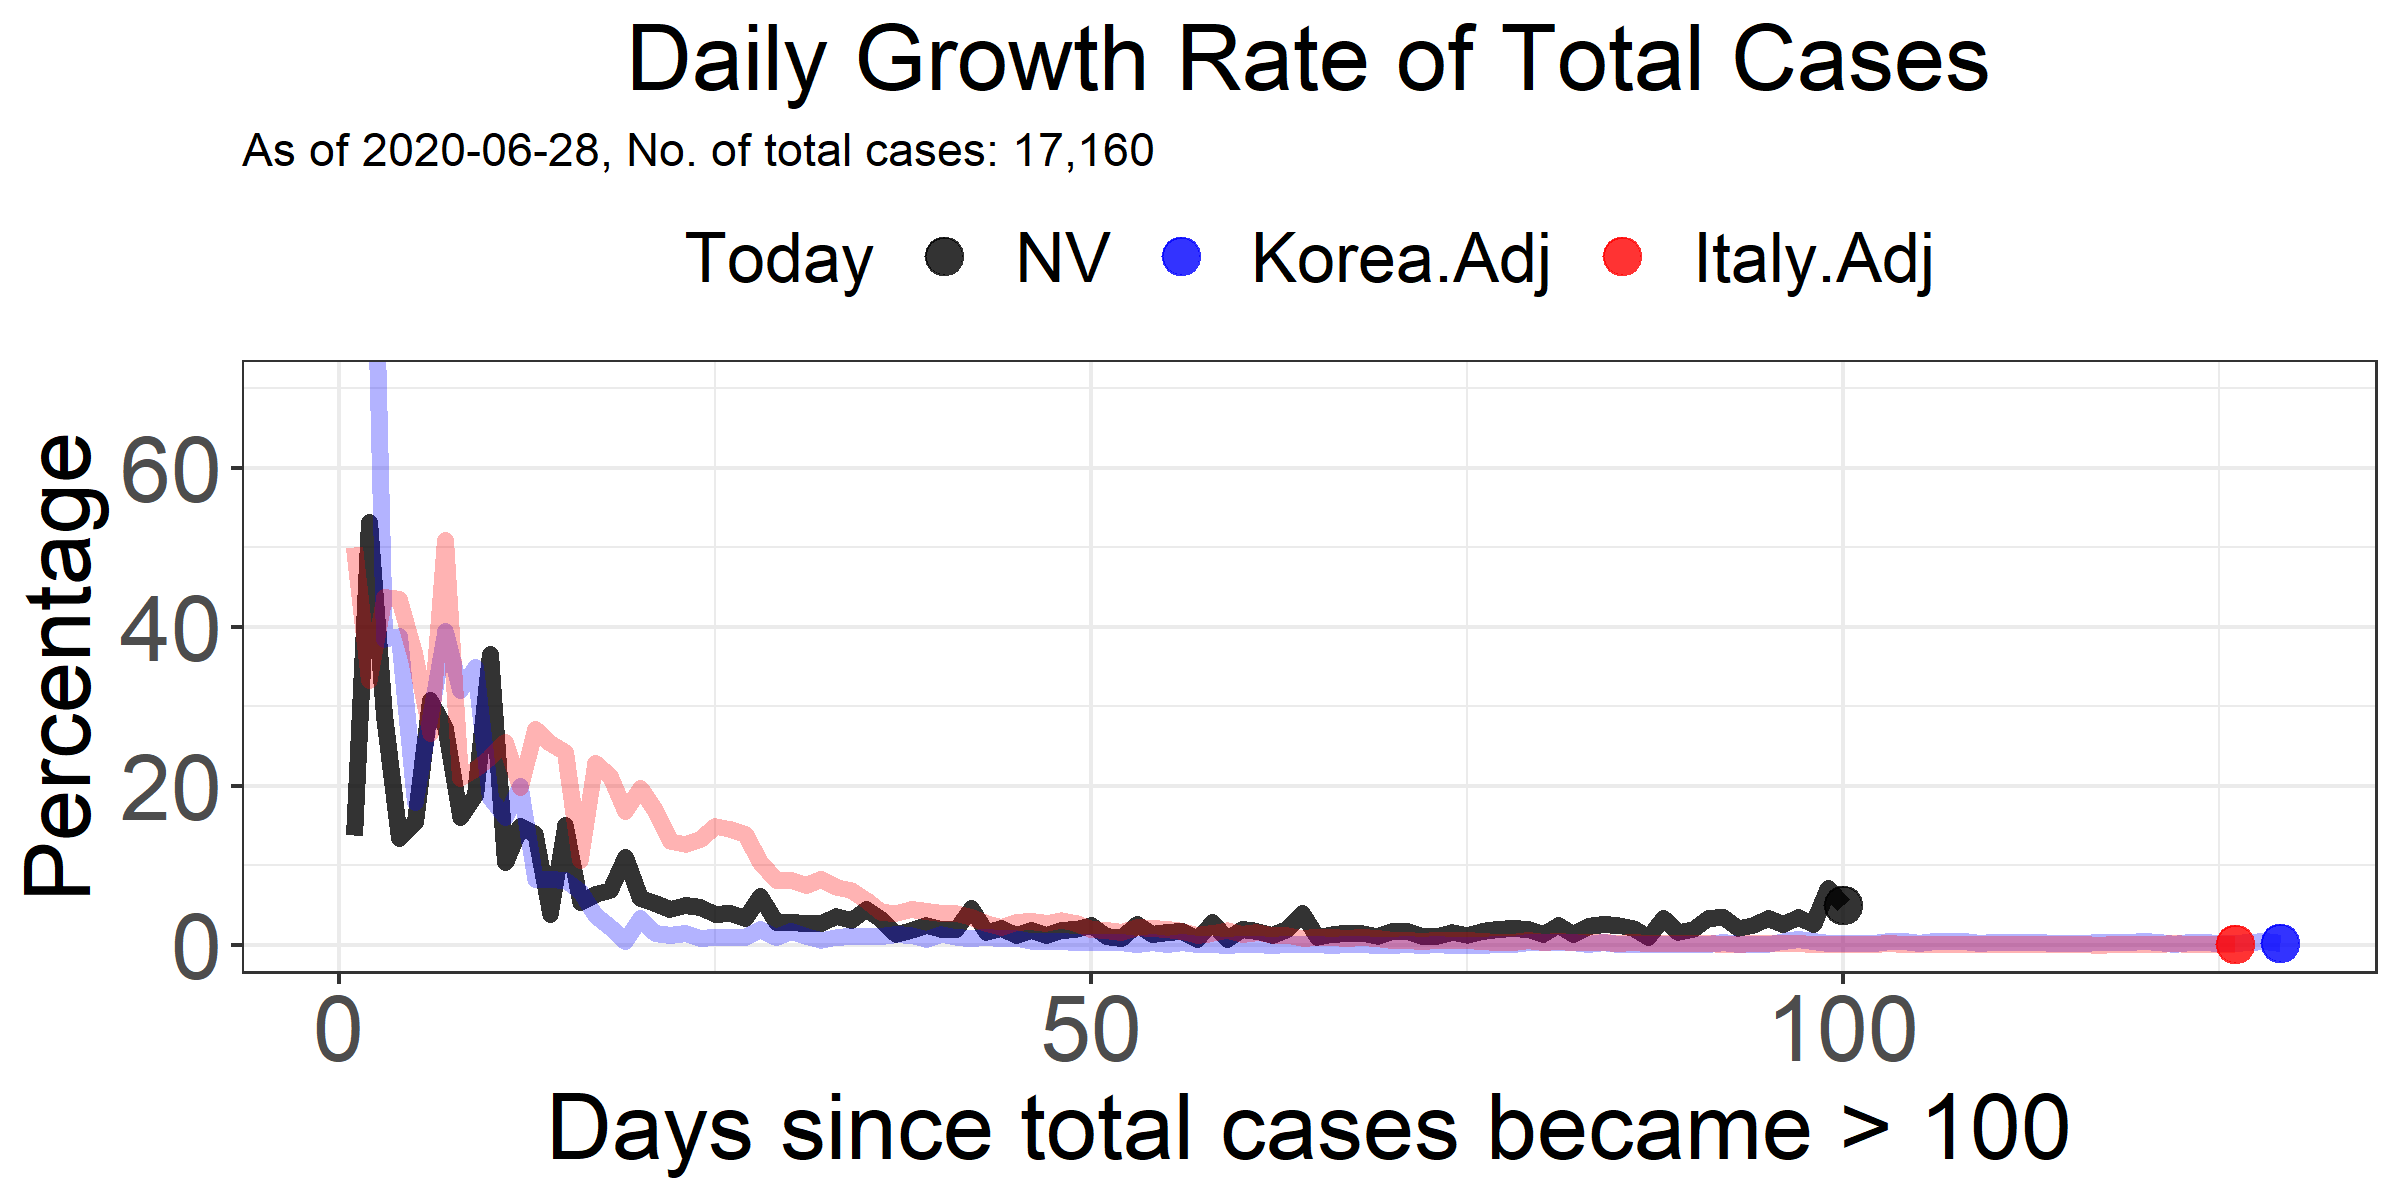 Daily Growth Rate of Total Cases
As of 2020-06-28, No. of total cases: 17,160
Today NV Korea.Adj Italy.Adj
Percentage
60
40
20
0
0 50 100
Days since total cases became > 100